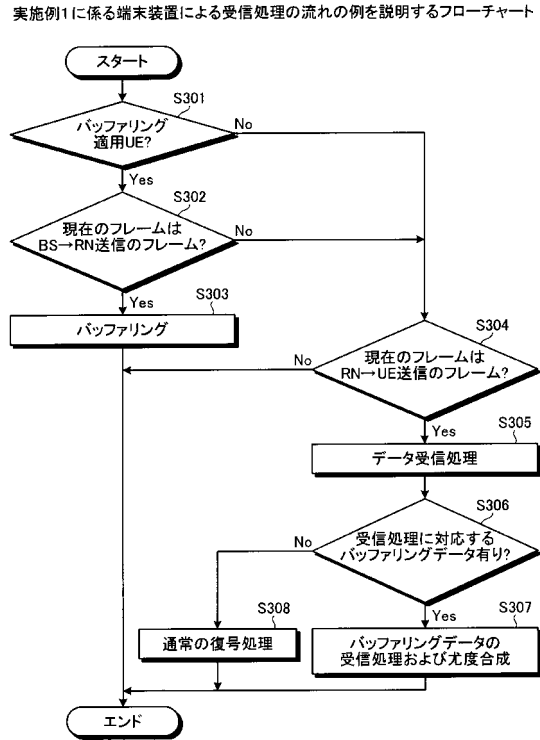 実施例1に係る端末装置による受信処理の流れの例を説明するフローチャート
スタート
S301
バッファリング
適用UE?
No
Yes
S302
現在のフレームは
BS→RN送信のフレーム?
No
Yes
S303
バッファリング
S304
現在のフレームは
RN→UE送信のフレーム?
No
Yes
S305
データ受信処理
S306
受信処理に対応する
バッファリングデータ有り?
No
Yes
S308
通常の復号処理
S307
バッファリングデータの
受信処理および尤度合成
エンド